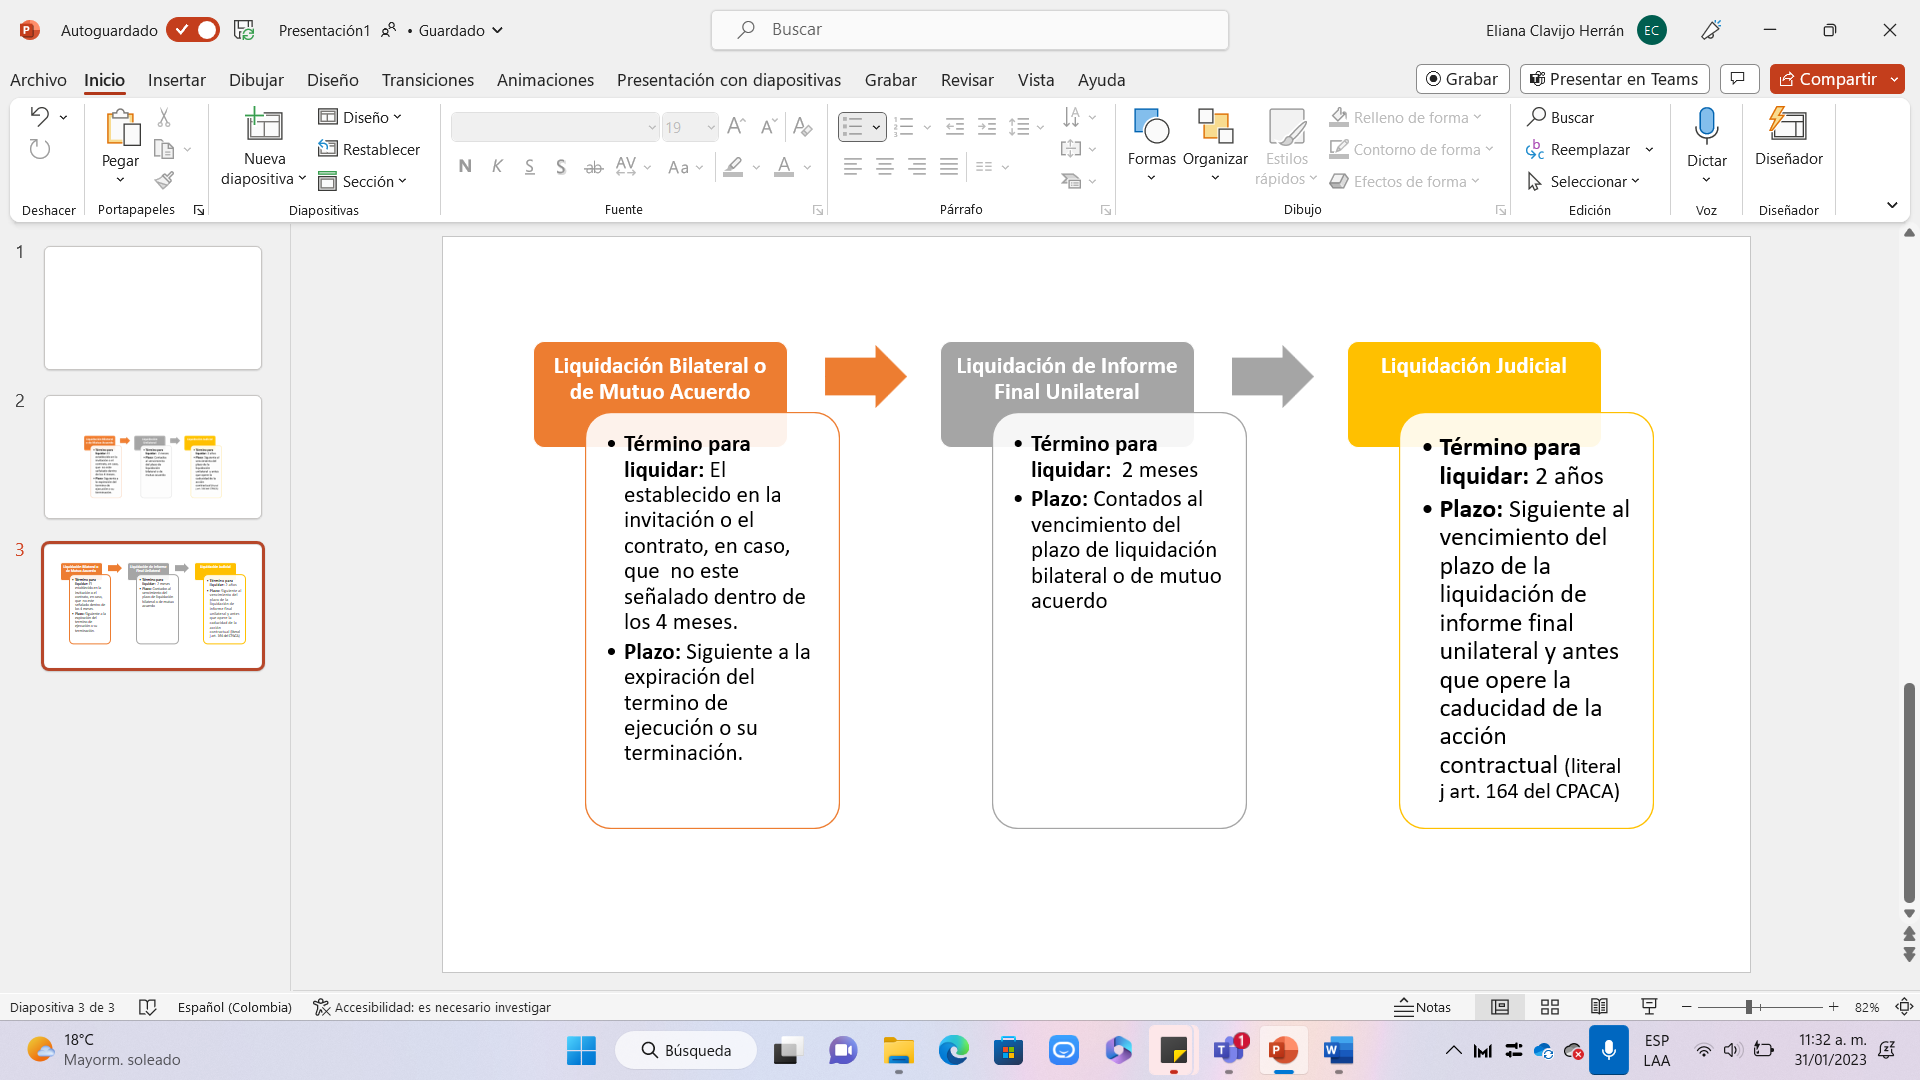 Autoguardado
Presentación1 • Guardado
Buscar
Eliana Clavijo Herrán EC
Archivo Inicio Insertar Dibujar Diseño Transiciones Animaciones Presentación con diapositivas Grabar Revisar Vista Ayuda
Grabar Presentar en Teams Compartir
Pegar
Nueva diapositiva
Diseño
Restablecer
Sección
19
N K S S ab AV Aa A
Formas Organizar Estilos rápidos
Relleno de forma
Contorno de forma
Efectos de forma
Buscar
Reemplazar
Seleccionar
Dictar
Diseñador
Deshacer Portapapeles Diapositivas Fuente Párrafo Dibujo Edición Voz Diseñador
1
2
3
Liquidación Bilateral o
de Mutuo Acuerdo
• Término para
liquidar: El
establecido en la
invitación o el
contrato, en caso,
que  no este
señalado dentro de
los 4 meses.
• Plazo: Siguiente a la
expiración del
termino de
ejecución o su
terminación.
Liquidación de Informe
Final Unilateral
• Término para
liquidar:  2 meses
• Plazo: Contados al
vencimiento del
plazo de liquidación
bilateral o de mutuo
acuerdo
Liquidación Judicial
• Término para
liquidar: 2 años
• Plazo: Siguiente al
vencimiento del
plazo de la
liquidación de
informe final
unilateral y antes
que opere la
caducidad de la
acción
contractual (literal
j art. 164 del CPACA)
Diapositiva 3 de 3 Español (Colombia) Accesibilidad: es necesario investigar
Notas 82%
18°C
Mayorm. soleado
Búsqueda
1
ESP
LAA
11:32 a. m.
31/01/2023